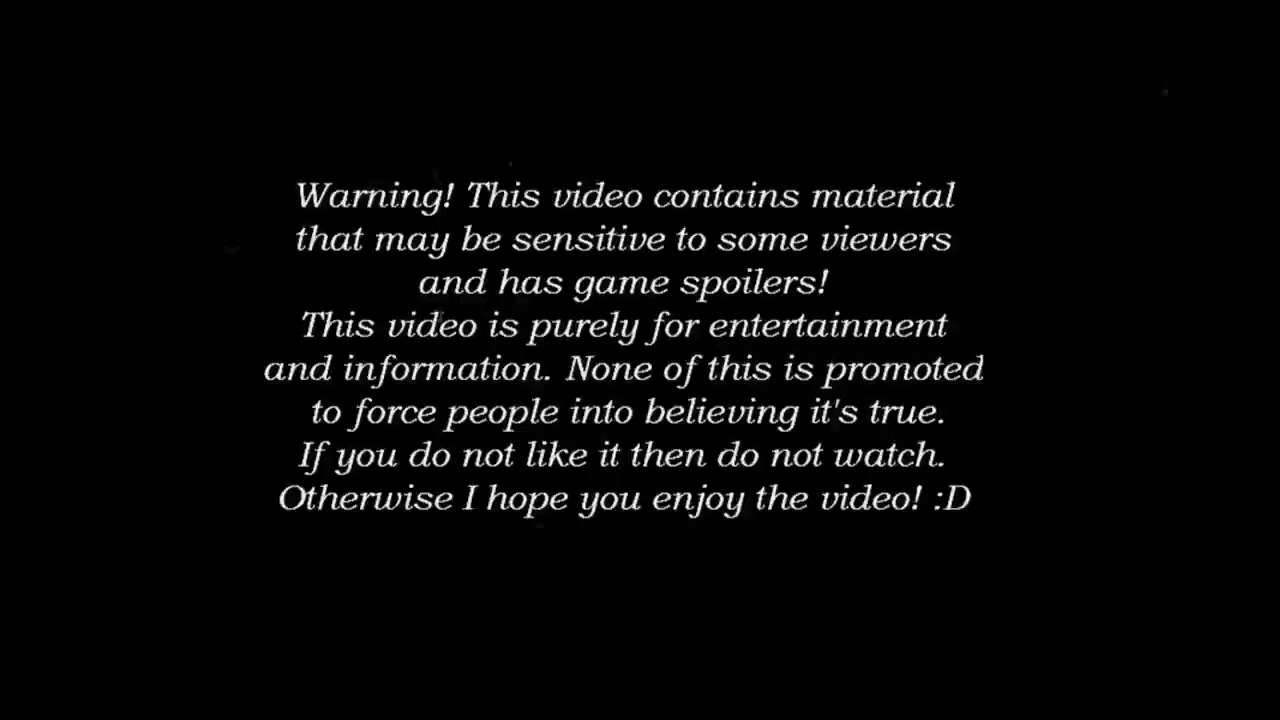 Warning! This video contains material
that may be sensitive to some viewers
and has game spoilers!
This video is purely for entertainment
and information. None of this is promoted
to force people into believing it's true.
If you do not like it then do not watch.
Otherwise I hope you enjoy the video! :D